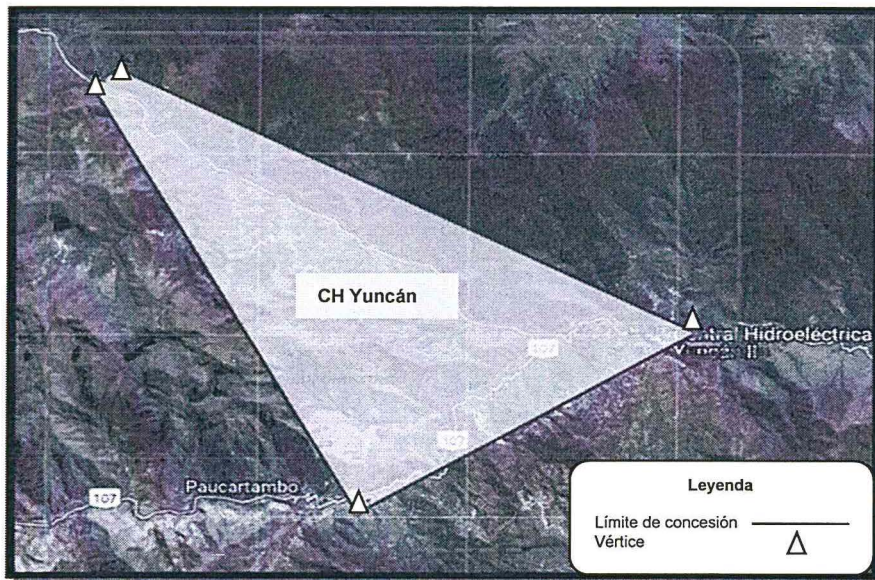 CH Yuncán
107
Central Hidroeléctrica
107
Paucartambo
107
Leyenda
Límite de concesión
Vértice